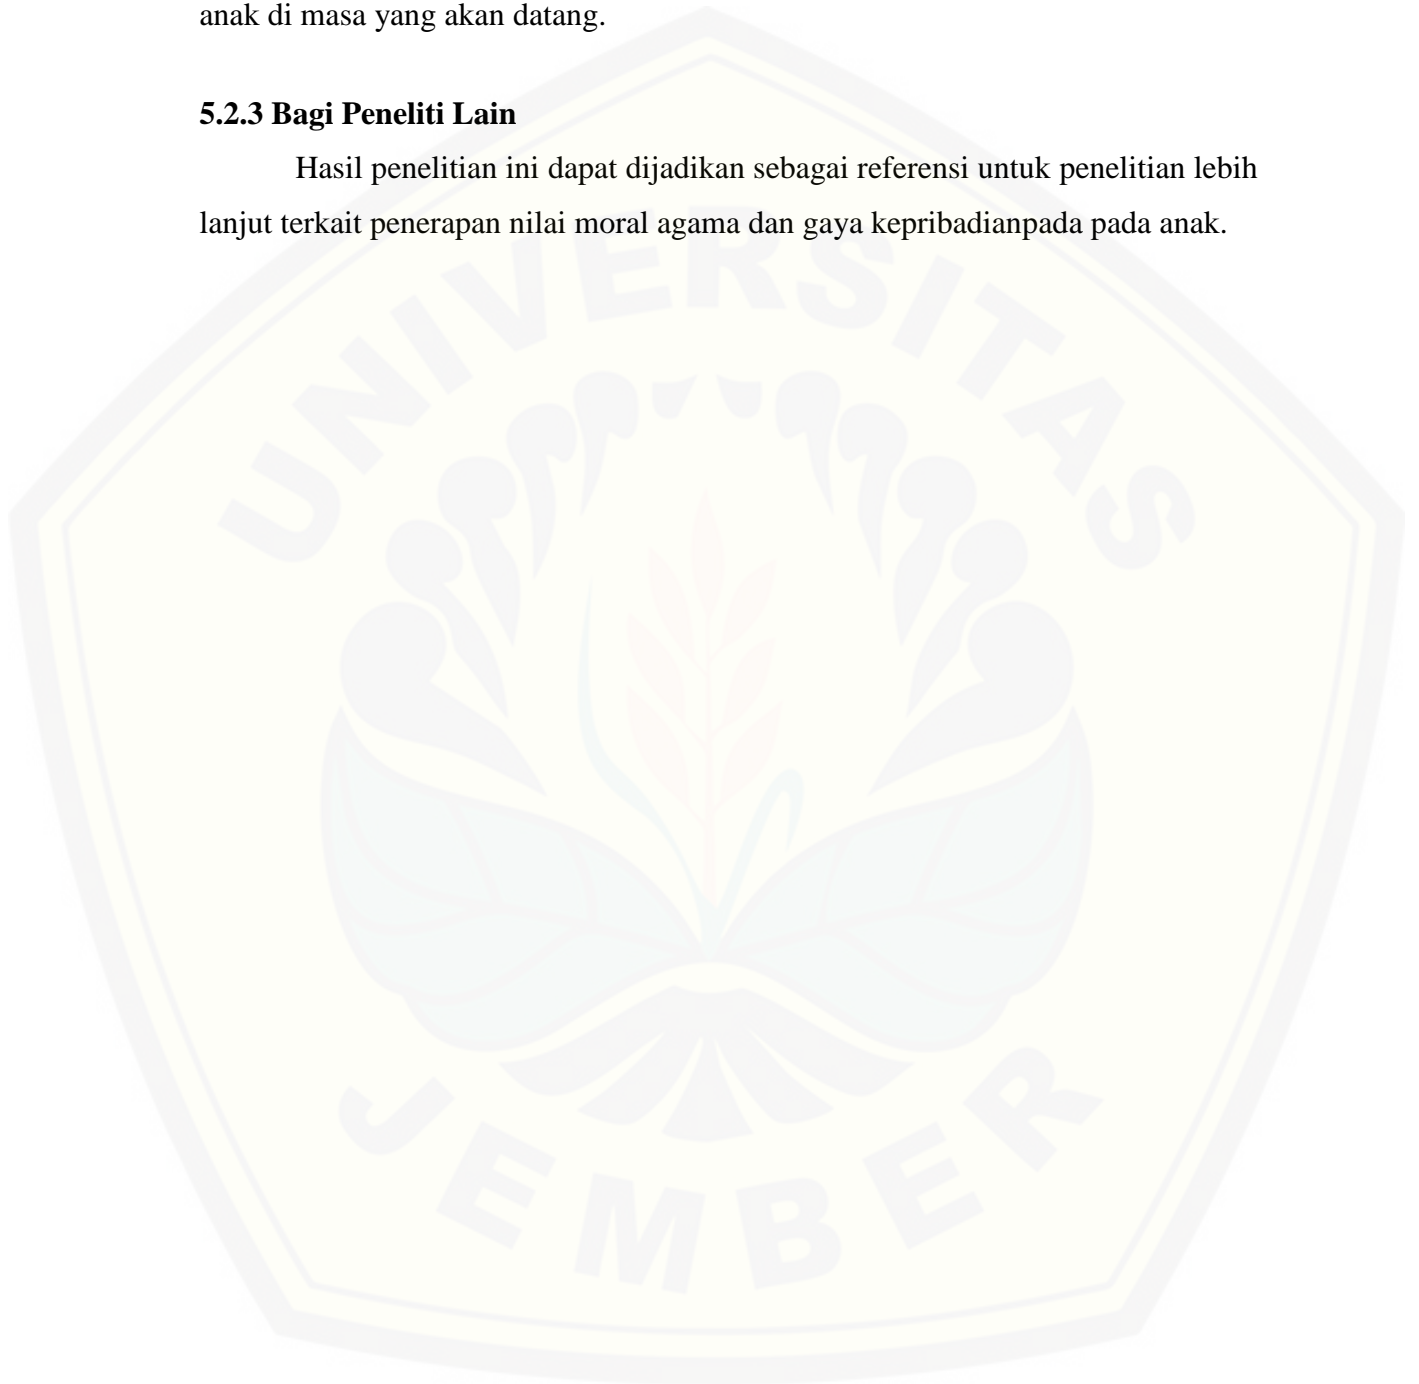 anak di masa yang akan datang.
5.2.3 Bagi Peneliti Lain
Hasil penelitian ini dapat dijadikan sebagai referensi untuk penelitian lebih
lanjut terkait penerapan nilai moral agama dan gaya kepribadianpada pada anak.
UNIVERSITAS
JEMBER